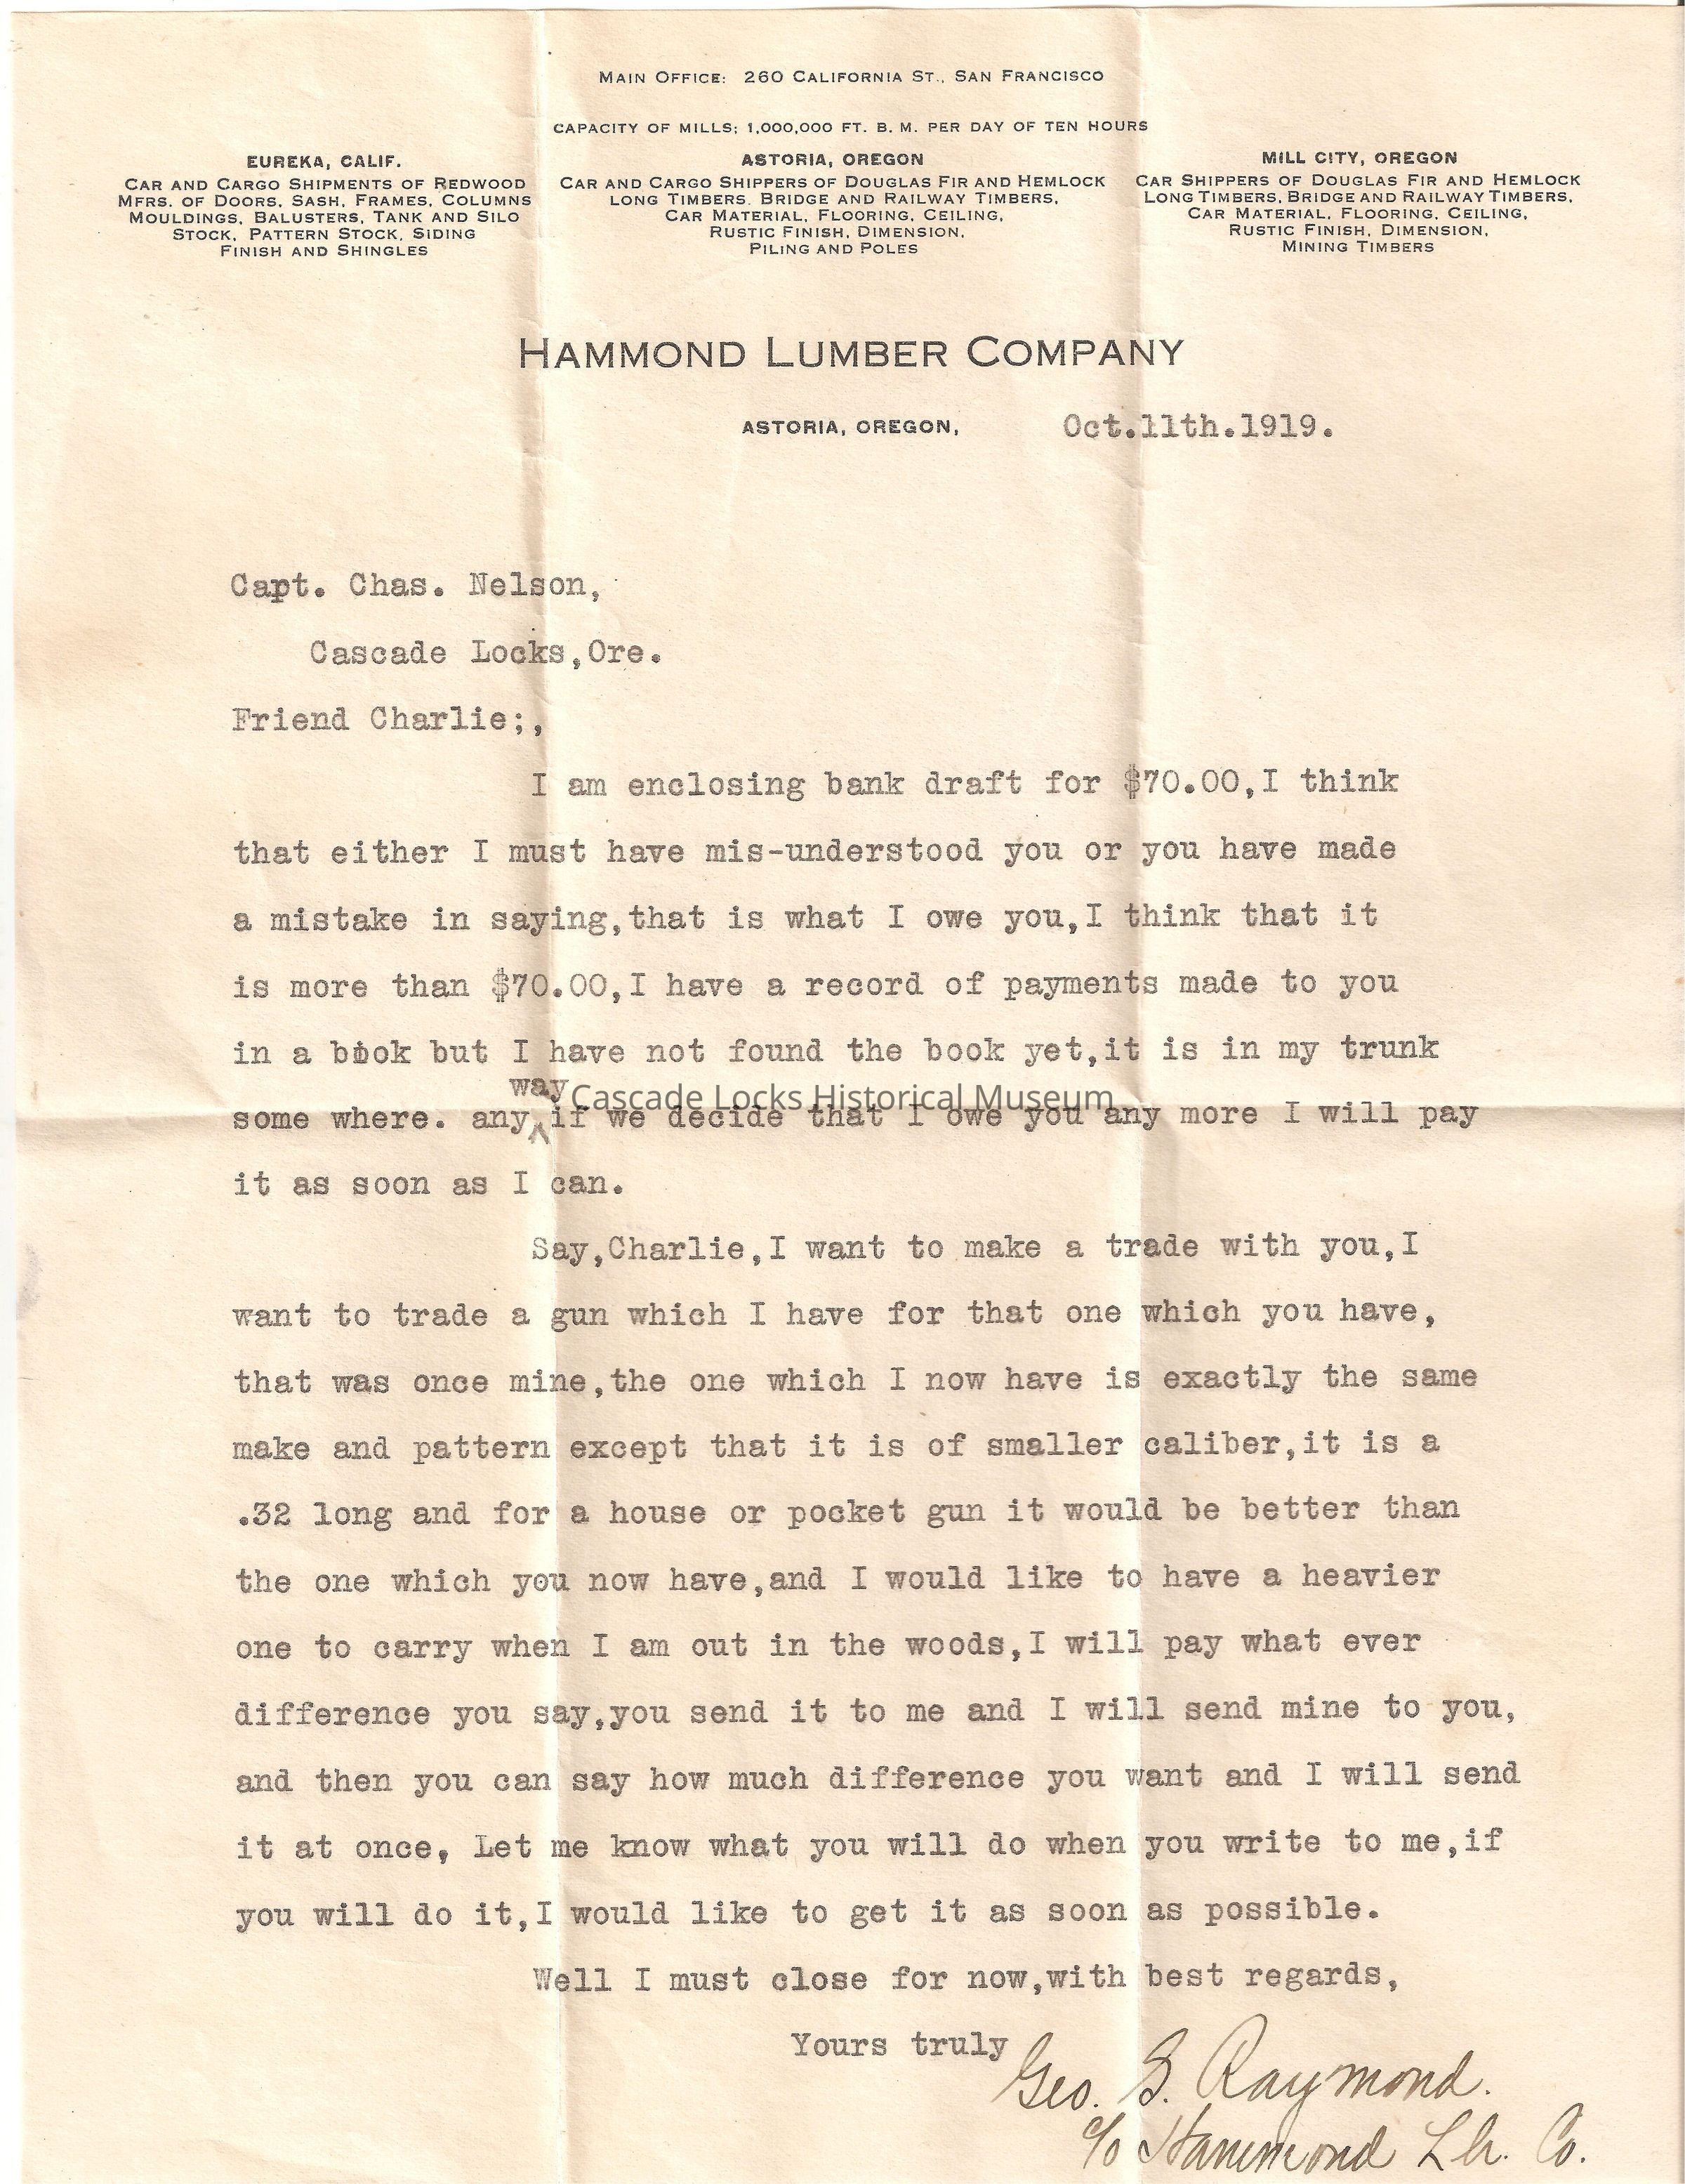 MAIN OFFICE: 260 CALIFORNIA ST., SAN FRANCISCO
CAPACITY OF MILLS; 1,000,000 FT. B. M. PER DAY OF TEN HOURS
EUREKA, CALIF.
CAR AND CARGO SHIPMENTS OF REDWOOD
MFRS. OF DOORS, SASH, FRAMES, COLUMNS
MOULDINGS, BALUSTERS, TANK AND SILO
STOCK, PATTERN STOCK, SIDING
FINISH AND SHINGLES
ASTORIA, OREGON
CAR AND CARGO SHIPPERS OF DOUGLAS FIR AND HEMLOCK
LONG TIMBERS. BRIDGE AND RAILWAY TIMBERS,
CAR MATERIAL, FLOORING, CEILING,
RUSTIC FINISH, DIMENSION,
PILING AND POLES
MILL CITY, OREGON
CAR SHIPPERS OF DOUGLAS FIR AND HEMLOCK
LONG TIMBERS, BRIDGE AND RAILWAY TIMBERS,
CAR MATERIAL, FLOORING, CEILING,
RUSTIC FINISH, DIMENSION,
MINING TIMBERS
HAMMOND LUMBER COMPANY
ASTORIA, OREGON, Oct.11th.1919.
Capt. Chas. Nelson,
Cascade Locks,Ore.
Friend Charlie;,
I am enclosing bank draft for $70.00,I think
that either I must have mis-understood you or you have made
a mistake in saying,that is what I owe you,I think that it
is more than $70.00,I have a record of payments made to you
in a book but I have not found the book yet,it is in my trunk
way
some where. any if we decide that I owe you any more I will pay
Cascade Locks Historical Museum
it as soon as I can.
Say,Charlie,I want to make a trade with you,I
want to trade a gun which I have for that one which you have,
that was once mine,the one which I now have is exactly the same
make and pattern except that it is of smaller caliber,it is a
.32 long and for a house or pocket gun it would be better than
the one which you now have,and I would like to have a heavier
one to carry when I am out in the woods,I will pay what ever
difference you say,you send it to me and I will send mine to you,
and then you can say how much difference you want and I will send
it at once, Let me know what you will do when you write to me,if
you will do it,I would like to get it as soon as possible.
Well I must close for now,with best regards,
Yours truly
Geo. S. Raymond.
c/o Hammond Lbr. Co.